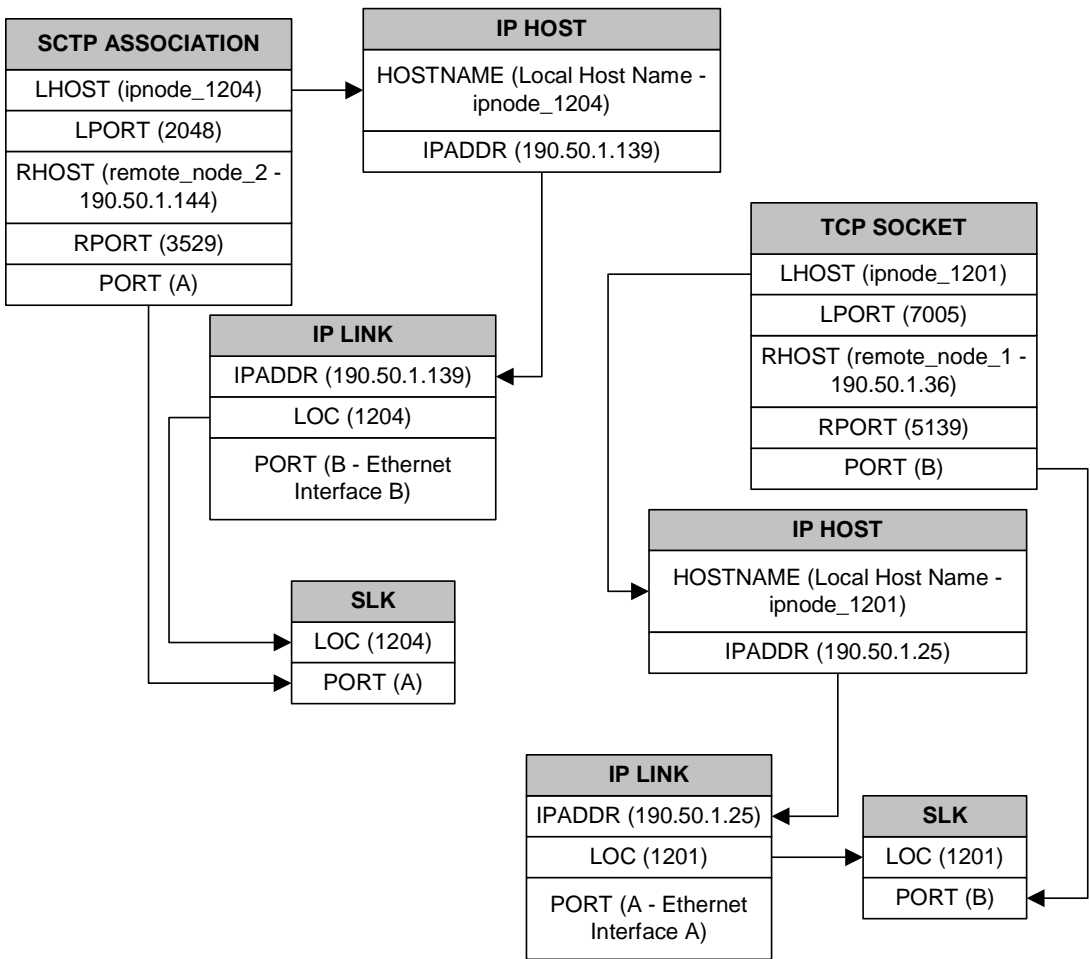 SCTP ASSOCIATION
LHOST (ipnode_1204)
LPORT (2048)
RHOST (remote_node_2 -
190.50.1.144)
RPORT (3529)
PORT (A)
IP HOST
HOSTNAME (Local Host Name -
ipnode_1204)
IPADDR (190.50.1.139)
IP LINK
IPADDR (190.50.1.139)
LOC (1204)
PORT (B - Ethernet
Interface B)
SLK
LOC (1204)
PORT (A)
TCP SOCKET
LHOST (ipnode_1201)
LPORT (7005)
RHOST (remote_node_1 -
190.50.1.36)
RPORT (5139)
PORT (B)
IP HOST
HOSTNAME (Local Host Name -
ipnode_1201)
IPADDR (190.50.1.25)
IP LINK
IPADDR (190.50.1.25)
LOC (1201)
PORT (A - Ethernet
Interface A)
SLK
LOC (1201)
PORT (B)